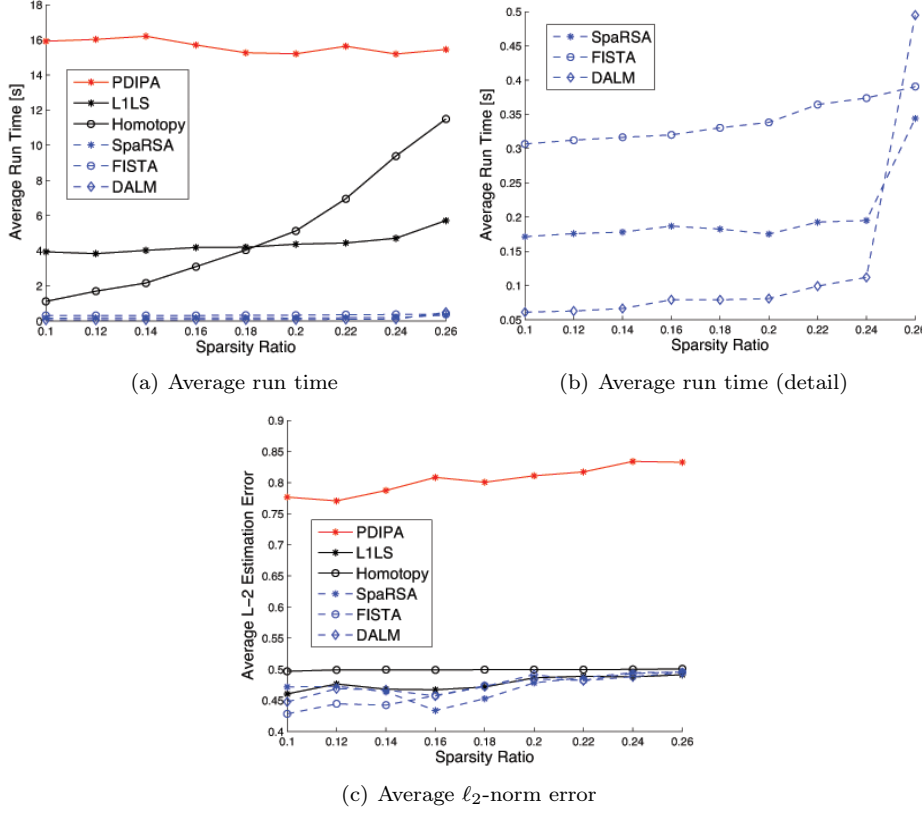 Average Run Time [s]
18
16
14
12
10
8
6
4
2
0
PDIPA
L1LS
Homotopy
SpaRSA
FISTA
DALM
0.1 0.12 0.14 0.16 0.18 0.2 0.22 0.24 0.26
Sparsity Ratio
(a) Average run time
Average Run Time [s]
0.5
0.45
0.4
0.35
0.3
0.25
0.2
0.15
0.1
0.05
SpaRSA
FISTA
DALM
0.1 0.12 0.14 0.16 0.18 0.2 0.22 0.24 0.26
Sparsity Ratio
(b) Average run time (detail)
Average L-2 Estimation Error
0.9
0.85
0.8
0.75
0.7
0.65
0.6
0.55
0.5
0.45
0.4
PDIPA
L1LS
Homotopy
SpaRSA
FISTA
DALM
0.1 0.12 0.14 0.16 0.18 0.2 0.22 0.24 0.26
Sparsity Ratio
(c) Average ℓ₂-norm error